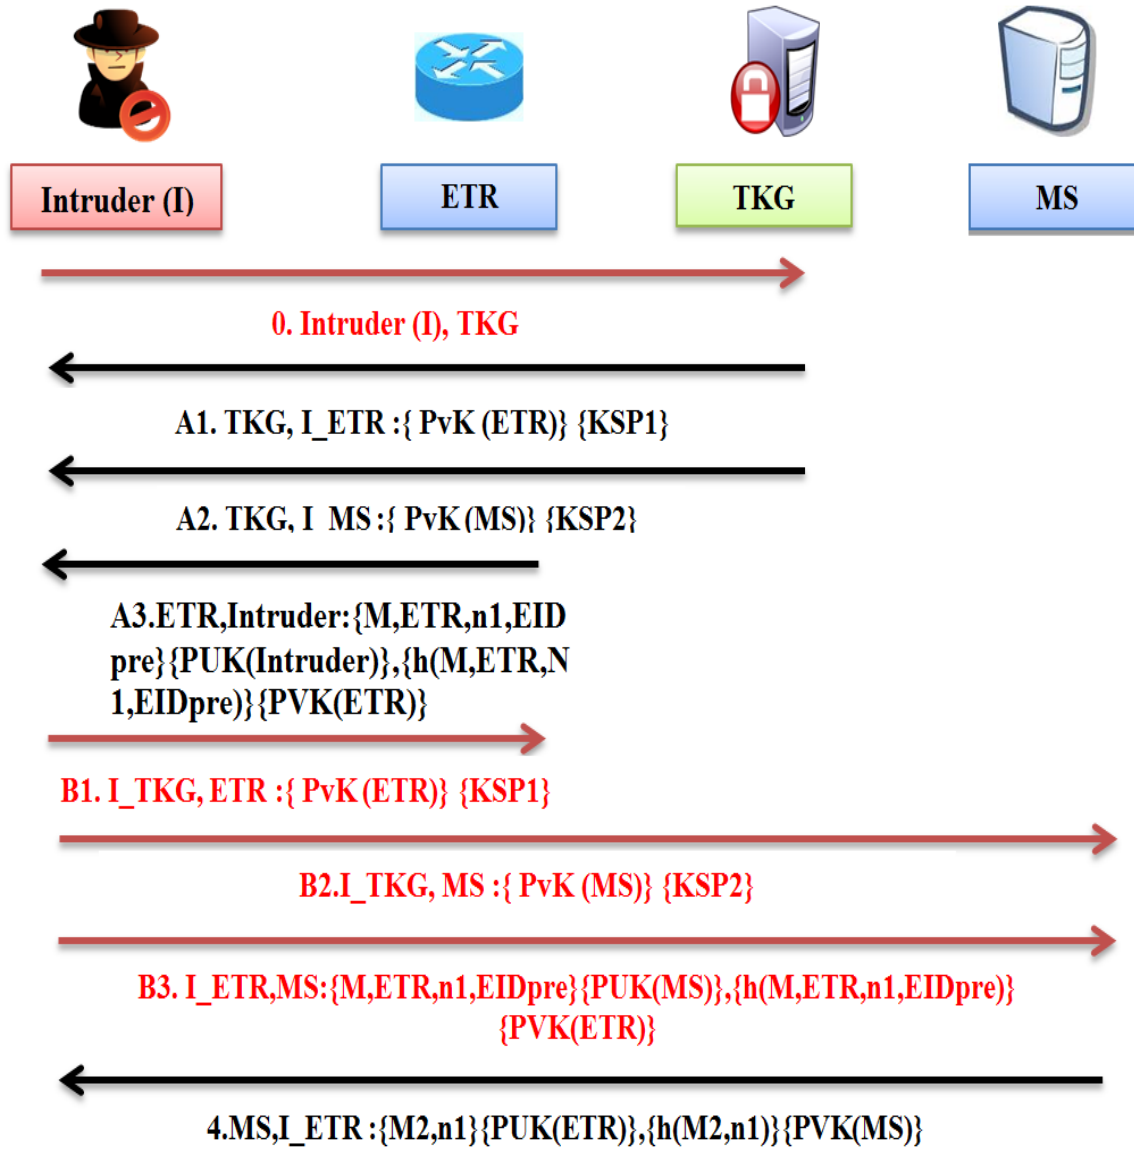 Intruder (I)
ETR
TKG
MS
0. Intruder (I), TKG
A1. TKG, I_ETR :{ PvK (ETR)} {KSP1}
A2. TKG, I_MS :{ PvK (MS)} {KSP2}
A3.ETR,Intruder:{M,ETR,n1,EID
pre}{PUK(Intruder)},{h(M,ETR,N
1,EIDpre)}{PVK(ETR)}
B1. I_TKG, ETR :{ PvK (ETR)} {KSP1}
B2.I_TKG, MS :{ PvK (MS)} {KSP2}
B3. I_ETR,MS:{M,ETR,n1,EIDpre}{PUK(MS)},{h(M,ETR,n1,EIDpre)}
{PVK(ETR)}
4.MS,I_ETR :{M2,n1}{PUK(ETR)},{h(M2,n1)}{PVK(MS)}